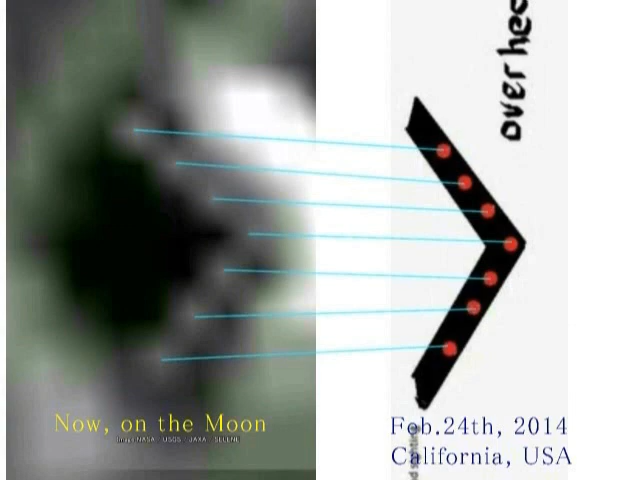 over hea
Now, on the Moon
Image NASA / USGS / JAXA / SELENE
Feb.24th, 2014
California, USA